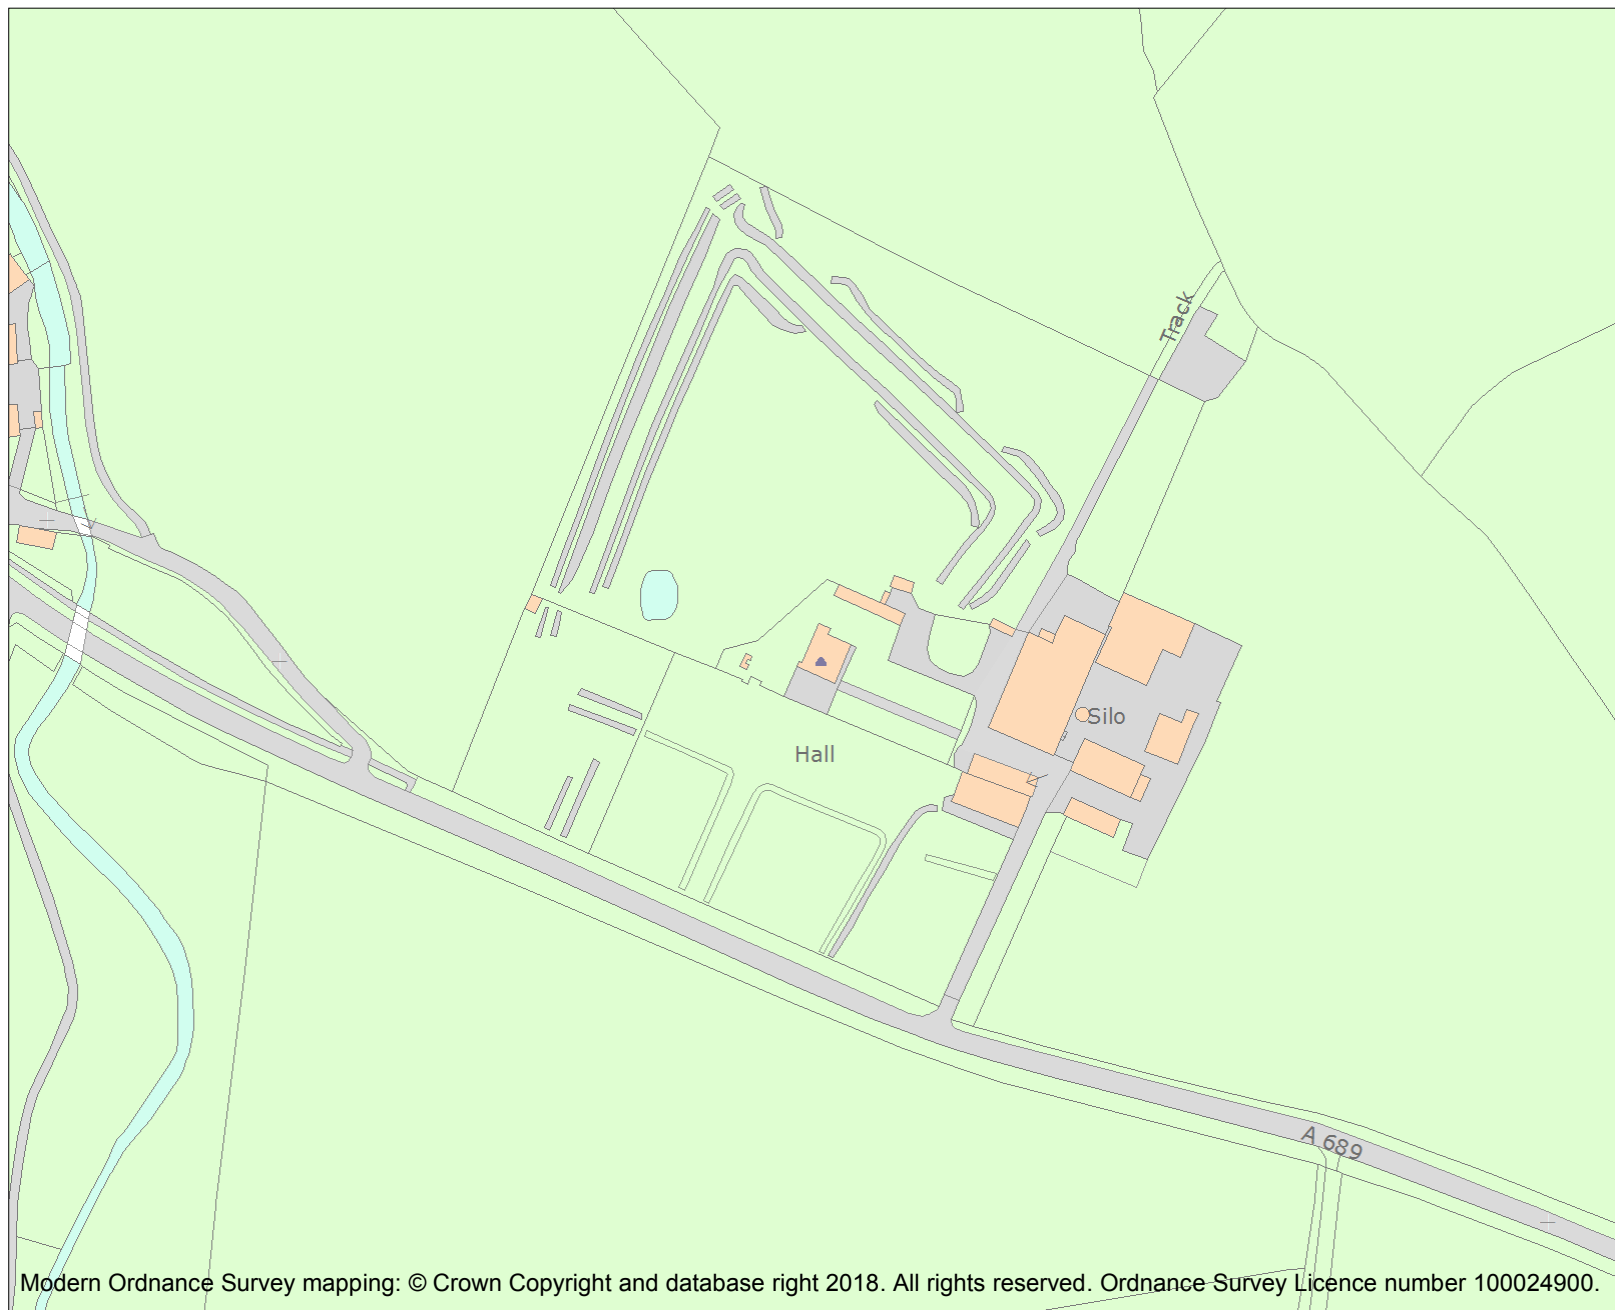 Track
Silo
Hall
A 689
Modern Ordnance Survey mapping: © Crown Copyright and database right 2018. All rights reserved. Ordnance Survey Licence number 100024900.